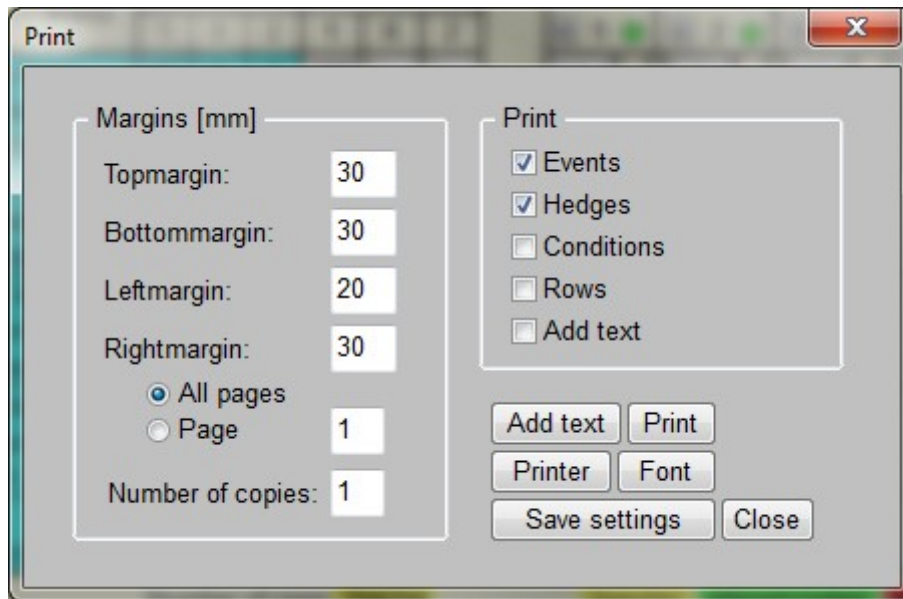 Print
Margins [mm]
Topmargin: 30
Bottommargin: 30
Leftmargin: 20
Rightmargin: 30
All pages
Page 1
Number of copies: 1
Print
Events
Hedges
Conditions
Rows
Add text
Add text Print
Printer Font
Save settings Close